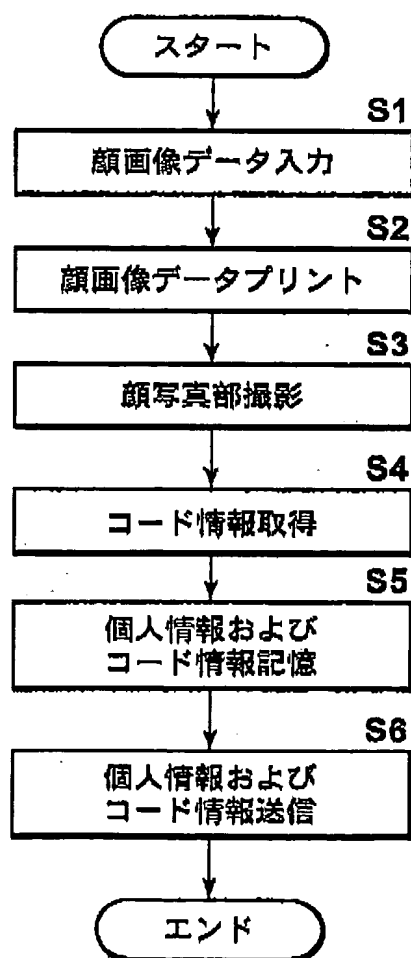 スタート
S1
顔画像データ入力
S2
顔画像データプリント
S3
顔写真部撮影
S4
コード情報取得
S5
個人情報および
コード情報記憶
S6
個人情報および
コード情報送信
エンド